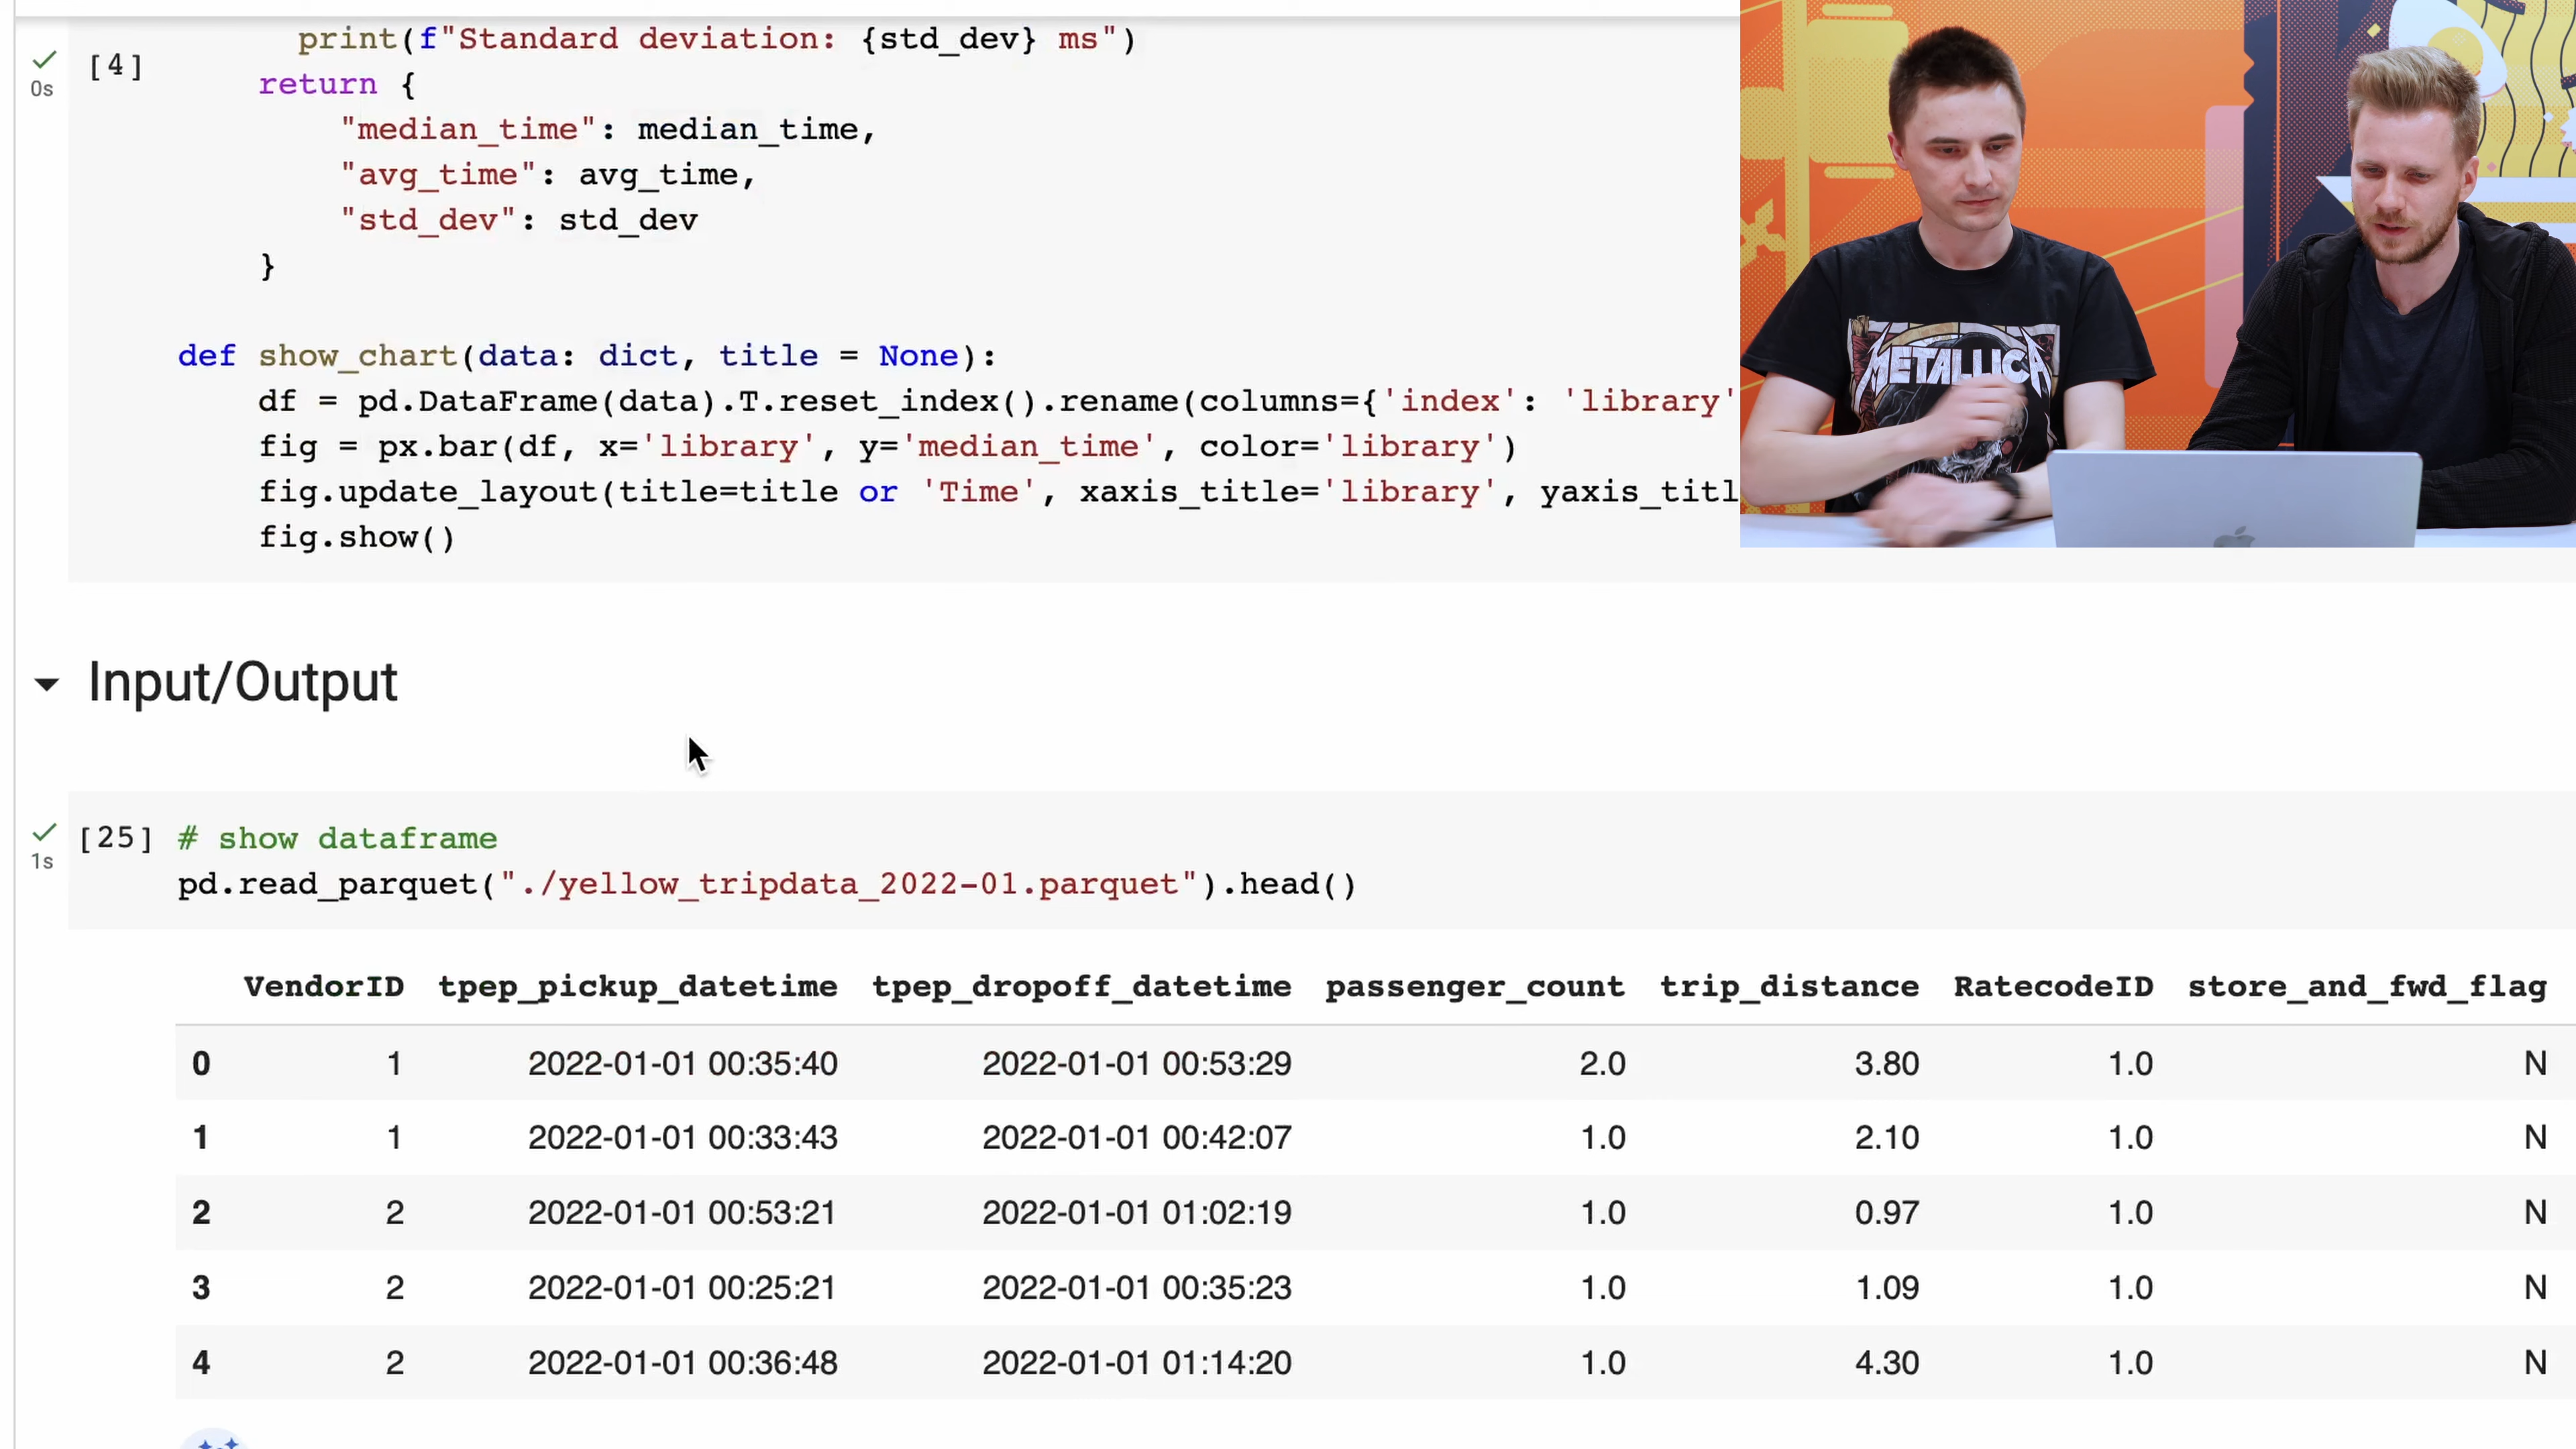 print(f"Standard deviation: {std_dev} ms")
[4]
0s
return {
"median_time": median_time,
"avg_time": avg_time,
"std_dev": std_dev
}
def show_chart(data: dict, title = None):
df = pd.DataFrame(data).T.reset_index().rename(columns={'index': 'library'
fig = px.bar(df, x='library', y='median_time', color='library')
fig.update_layout(title=title or 'Time', xaxis_title='library', yaxis_titl
fig.show()
METALLICA
Input/Output
[25] # show dataframe
1s
pd.read_parquet("./yellow_tripdata_2022-01.parquet").head()
VendorID tpep_pickup_datetime tpep_dropoff_datetime passenger_count trip_distance RatecodeID store_and_fwd_flag
0 1 2022-01-01 00:35:40 2022-01-01 00:53:29 2.0 3.80 1.0 N
1 1 2022-01-01 00:33:43 2022-01-01 00:42:07 1.0 2.10 1.0 N
2 2 2022-01-01 00:53:21 2022-01-01 01:02:19 1.0 0.97 1.0 N
3 2 2022-01-01 00:25:21 2022-01-01 00:35:23 1.0 1.09 1.0 N
4 2 2022-01-01 00:36:48 2022-01-01 01:14:20 1.0 4.30 1.0 N